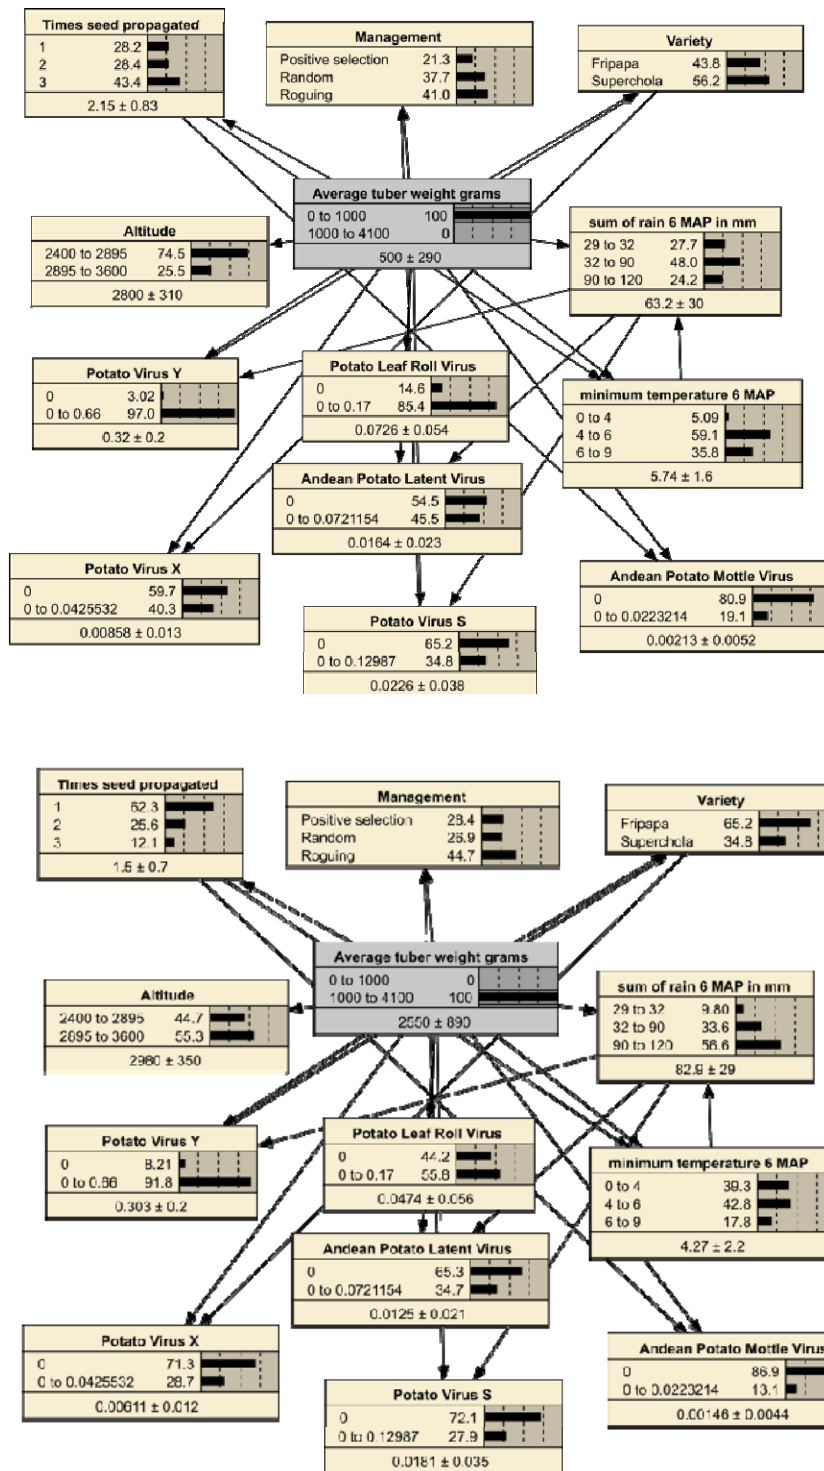 Times seed propagated
1 28.2
2 28.4
3 43.4
2.15 ± 0.83
Management
Positive selection 21.3
Random 37.7
Roguing 41.0
Variety
Fripapa 43.8
Superchola 56.2
Average tuber weight grams
0 to 1000 100
1000 to 4100 0
500 ± 290
Altitude
2400 to 2895 74.5
2895 to 3600 25.5
2800 ± 310
sum of rain 6 MAP in mm
29 to 32 27.7
32 to 90 48.0
90 to 120 24.2
63.2 ± 30
Potato Virus Y
0 3.02
0 to 0.66 97.0
0.32 ± 0.2
Potato Leaf Roll Virus
0 14.6
0 to 0.17 85.4
0.0726 ± 0.054
minimum temperature 6 MAP
0 to 4 5.09
4 to 6 59.1
6 to 9 35.8
5.74 ± 1.6
Andean Potato Latent Virus
0 54.5
0 to 0.0721154 45.5
0.0164 ± 0.023
Potato Virus X
0 59.7
0 to 0.0425532 40.3
0.00858 ± 0.013
Andean Potato Mottle Virus
0 80.9
0 to 0.0223214 19.1
0.00213 ± 0.0052
Potato Virus S
0 65.2
0 to 0.12987 34.8
0.0226 ± 0.038
Times seed propagated
1 62.3
2 25.6
3 12.1
1.5 ± 0.7
Management
Positive selection 28.4
Random 26.9
Roguing 44.7
Variety
Fripapa 65.2
Superchola 34.8
Average tuber weight grams
0 to 1000 0
1000 to 4100 100
2550 ± 890
Altitude
2400 to 2895 44.7
2895 to 3600 55.3
2980 ± 350
sum of rain 6 MAP in mm
29 to 32 9.80
32 to 90 33.6
90 to 120 56.6
82.9 ± 29
Potato Virus Y
0 8.21
0 to 0.66 91.8
0.303 ± 0.2
Potato Leaf Roll Virus
0 44.2
0 to 0.17 55.8
0.0474 ± 0.056
minimum temperature 6 MAP
0 to 4 39.3
4 to 6 42.8
6 to 9 17.8
4.27 ± 2.2
Andean Potato Latent Virus
0 65.3
0 to 0.0721154 34.7
0.0125 ± 0.021
Potato Virus X
0 71.3
0 to 0.0425532 28.7
0.00611 ± 0.012
Andean Potato Mottle Virus
0 86.9
0 to 0.0223214 13.1
0.00146 ± 0.0044
Potato Virus S
0 72.1
0 to 0.12987 27.9
0.0181 ± 0.035